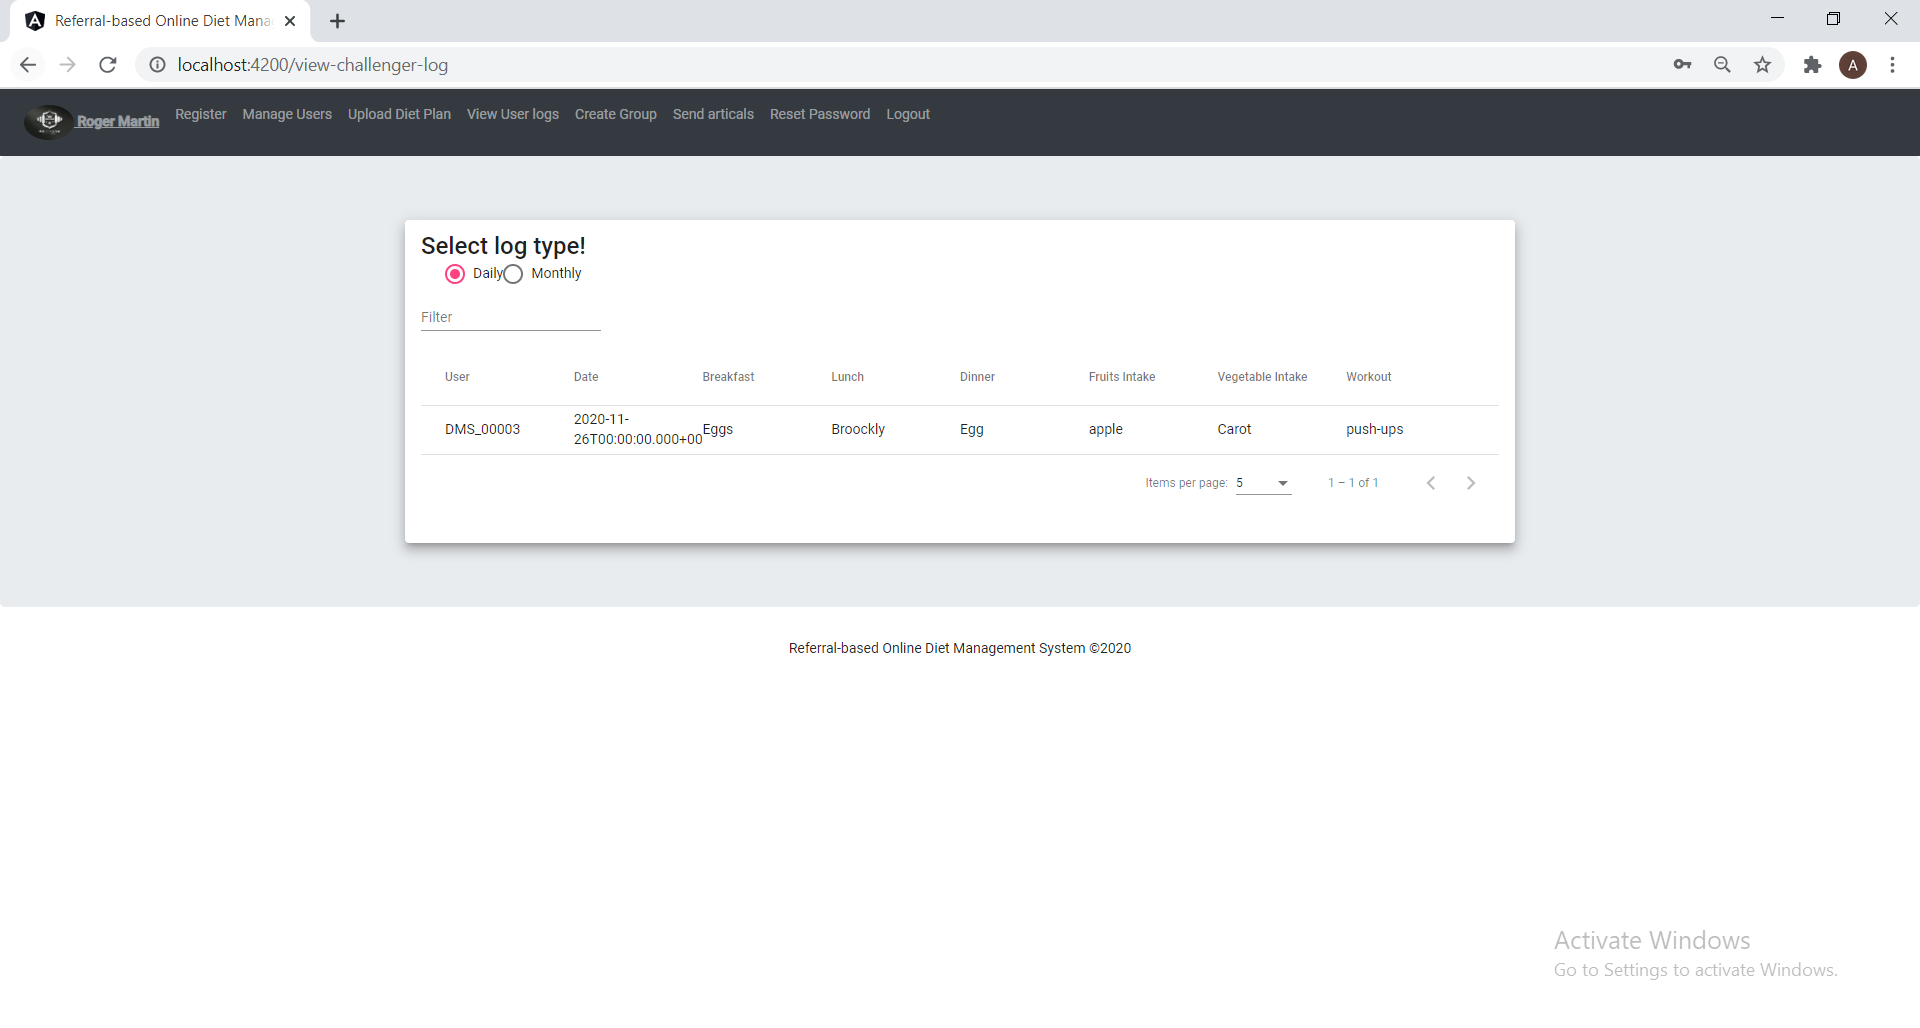 Referral-based Online Diet Mana
localhost:4200/view-challenger-log
A
Roger Martin
Register
Manage Users
Upload Diet Plan
View User logs
Create Group
Send articals
Reset Password
Logout
Select log type!
Daily
Monthly
Filter
User
Date
Breakfast
Lunch
Dinner
Fruits Intake
Vegetable Intake
Workout
DMS_00003
2020-11-
26T00:00:00.000+00
Eggs
Broockly
Egg
apple
Carot
push-ups
Items per page:
5
1 – 1 of 1
Referral-based Online Diet Management System ©2020
Activate Windows
Go to Settings to activate Windows.